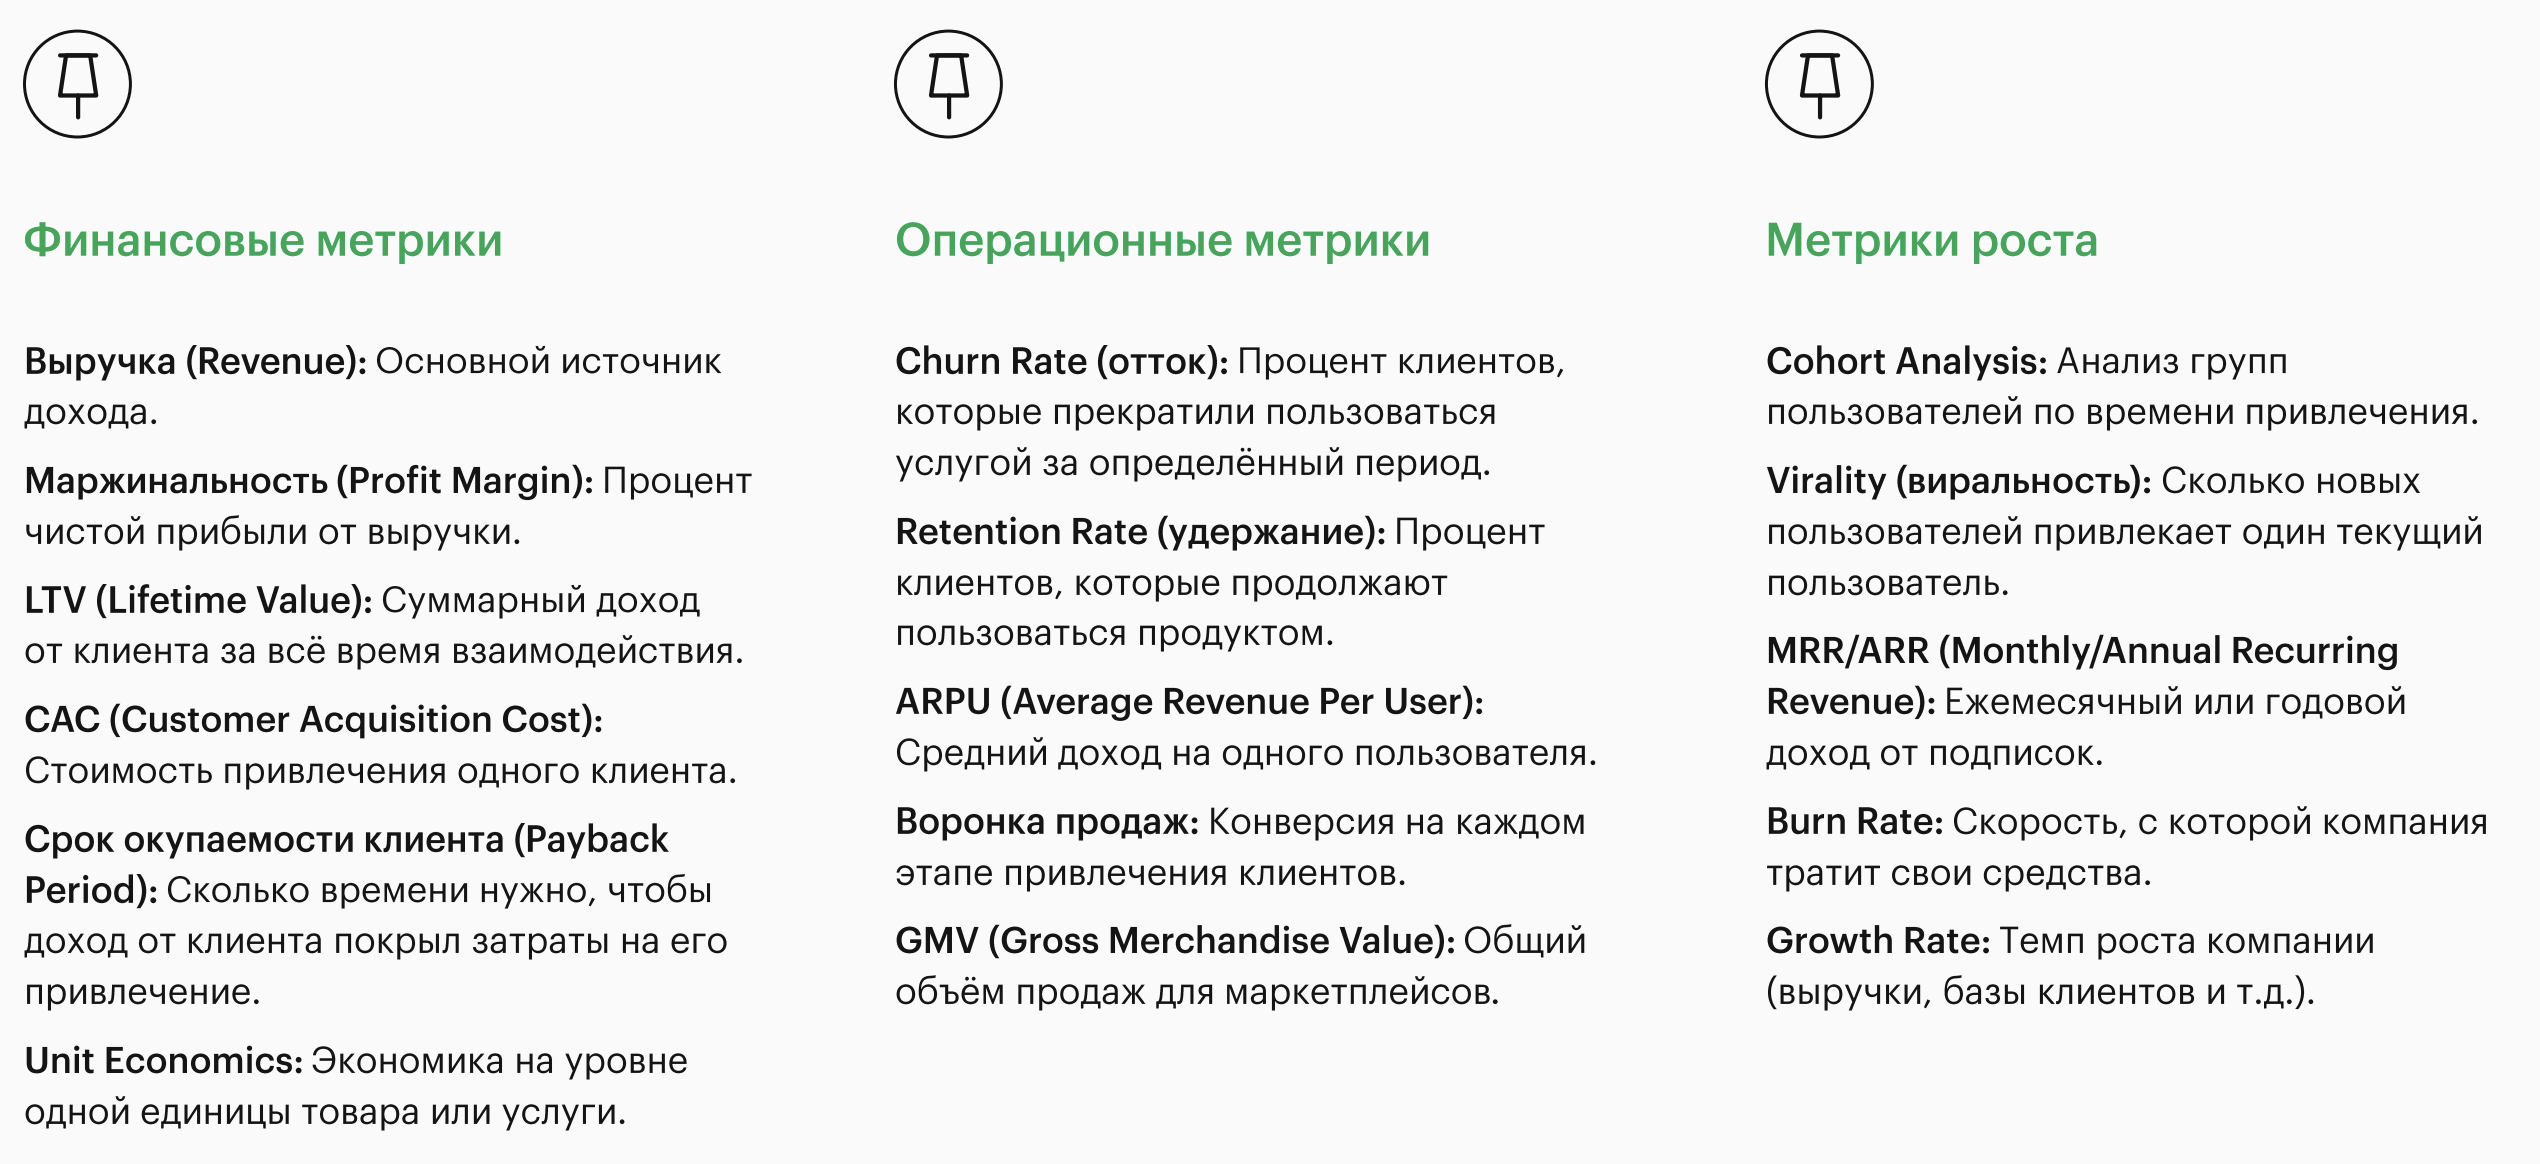 Финансовые метрики
Выручка (Revenue): Основной источник
дохода.
Маржинальность (Profit Margin): Процент
чистой прибыли от выручки.
LTV (Lifetime Value): Суммарный доход
от клиента за всё время взаимодействия.
CAC (Customer Acquisition Cost):
Стоимость привлечения одного клиента.
Срок окупаемости клиента (Payback
Period): Сколько времени нужно, чтобы
доход от клиента покрыл затраты на его
привлечение.
Unit Economics: Экономика на уровне
одной единицы товара или услуги.
Операционные метрики
Churn Rate (отток): Процент клиентов,
которые прекратили пользоваться
услугой за определённый период.
Retention Rate (удержание): Процент
клиентов, которые продолжают
пользоваться продуктом.
ARPU (Average Revenue Per User):
Средний доход на одного пользователя.
Воронка продаж: Конверсия на каждом
этапе привлечения клиентов.
GMV (Gross Merchandise Value): Общий
объём продаж для маркетплейсов.
Метрики роста
Cohort Analysis: Анализ групп
пользователей по времени привлечения.
Virality (виральность): Сколько новых
пользователей привлекает один текущий
пользователь.
MRR/ARR (Monthly/Annual Recurring
Revenue): Ежемесячный или годовой
доход от подписок.
Burn Rate: Скорость, с которой компания
тратит свои средства.
Growth Rate: Темп роста компании
(выручки, базы клиентов и т.д.).